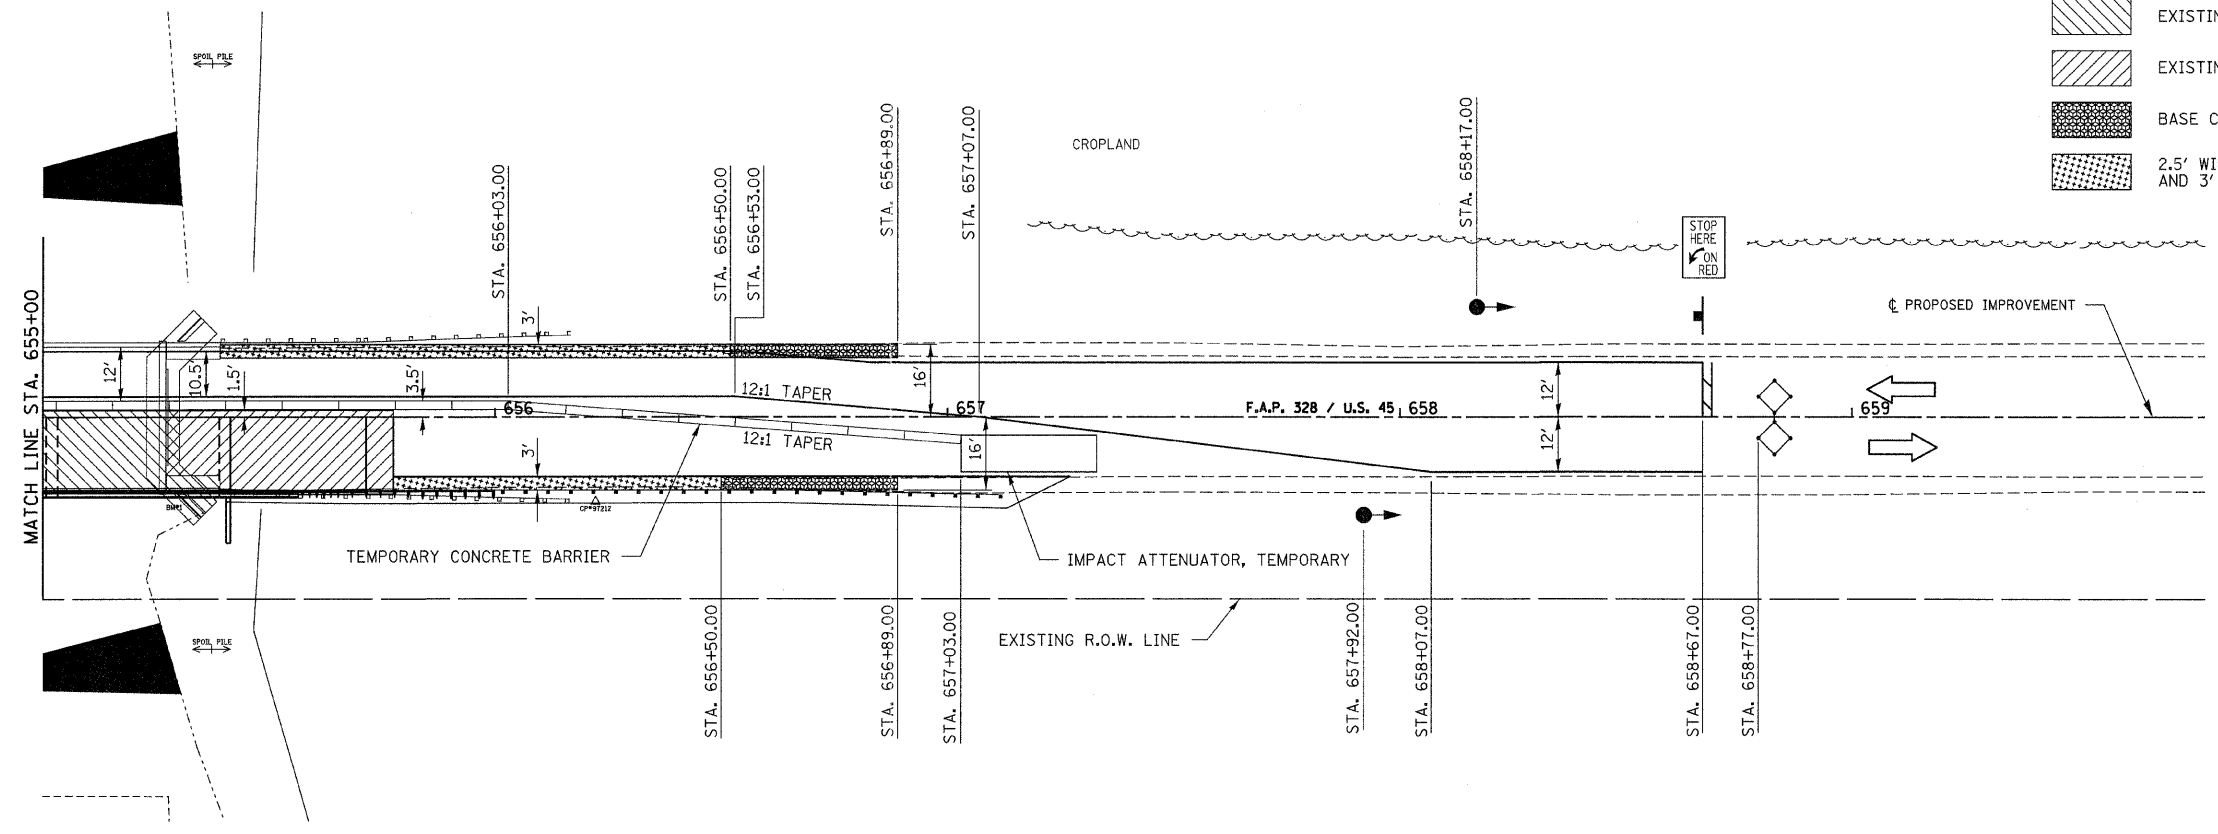 EXISTIN
EXISTIN
BASE C
2.5' WI
AND 3'
SPOIL PILE
CROPLAND
STA. 656+03.00
STA. 656+50.00
STA. 656+53.00
STA. 656+89.00
STA. 657+07.00
STA. 658+17.00
STOP
HERE
ON
RED
℄ PROPOSED IMPROVEMENT
MATCH LINE STA. 655+00
12'
10.5'
1.5'
3.5'
3'
16'
12'
12:1 TAPER
656
657
F.A.P. 328 / U.S. 45
658
659
12:1 TAPER
3'
16'
12'
BM#1
CP#97212
TEMPORARY CONCRETE BARRIER
IMPACT ATTENUATOR, TEMPORARY
EXISTING R.O.W. LINE
SPOIL PILE
STA. 656+50.00
STA. 656+89.00
STA. 657+03.00
STA. 657+92.00
STA. 658+07.00
STA. 658+67.00
STA. 658+77.00